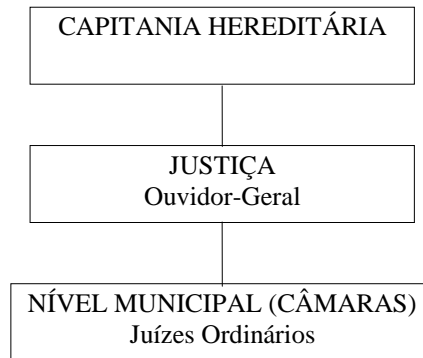 CAPITANIA HEREDITÁRIA
JUSTIÇA
Ouvidor-Geral
NÍVEL MUNICIPAL (CÂMARAS)
Juízes Ordinários